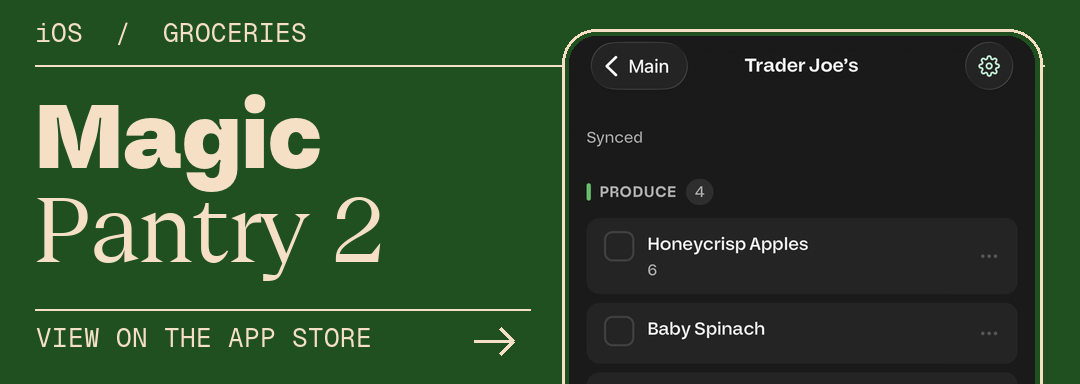 iOS / GROCERIES
Magic
Pantry 2
VIEW ON THE APP STORE
Main
Trader Joe's
Synced
PRODUCE 4
Honeycrisp Apples
6
Baby Spinach